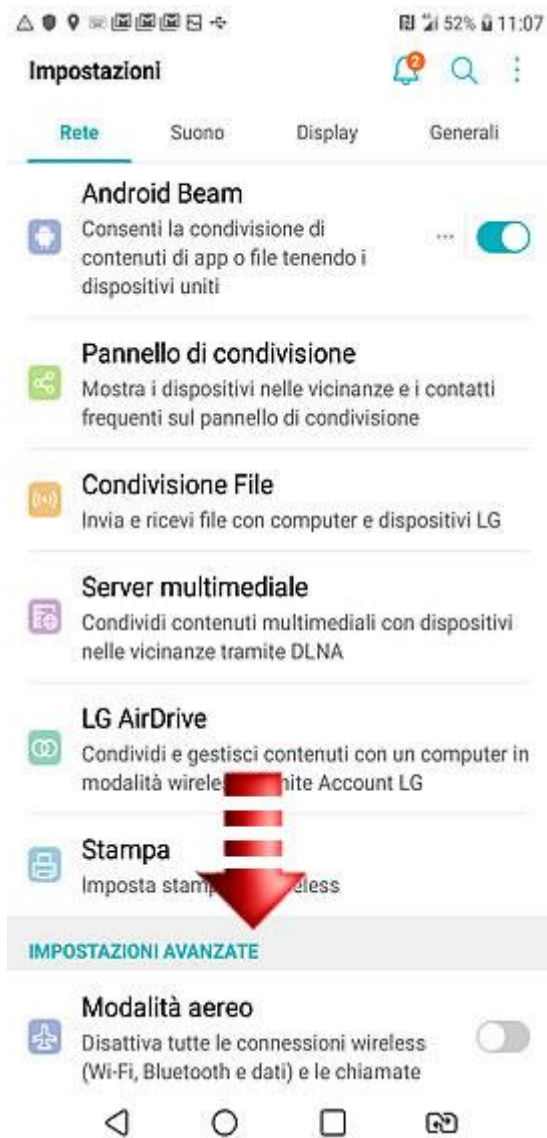 52% 11:07
Impostazioni
2
Rete Suono Display Generali
Android Beam
Consenti la condivisione di
contenuti di app o file tenendo i
dispositivi uniti
Pannello di condivisione
Mostra i dispositivi nelle vicinanze e i contatti
frequenti sul pannello di condivisione
Condivisione File
Invia e ricevi file con computer e dispositivi LG
Server multimediale
Condividi contenuti multimediali con dispositivi
nelle vicinanze tramite DLNA
LG AirDrive
Condividi e gestisci contenuti con un computer in
modalità Account LG
Stampa
Imposta
IMPOSTAZIONI AVANZATE
Modalità aereo
Disattiva tutte le connessioni wireless
(Wi-Fi, Bluetooth e dati) e le chiamate